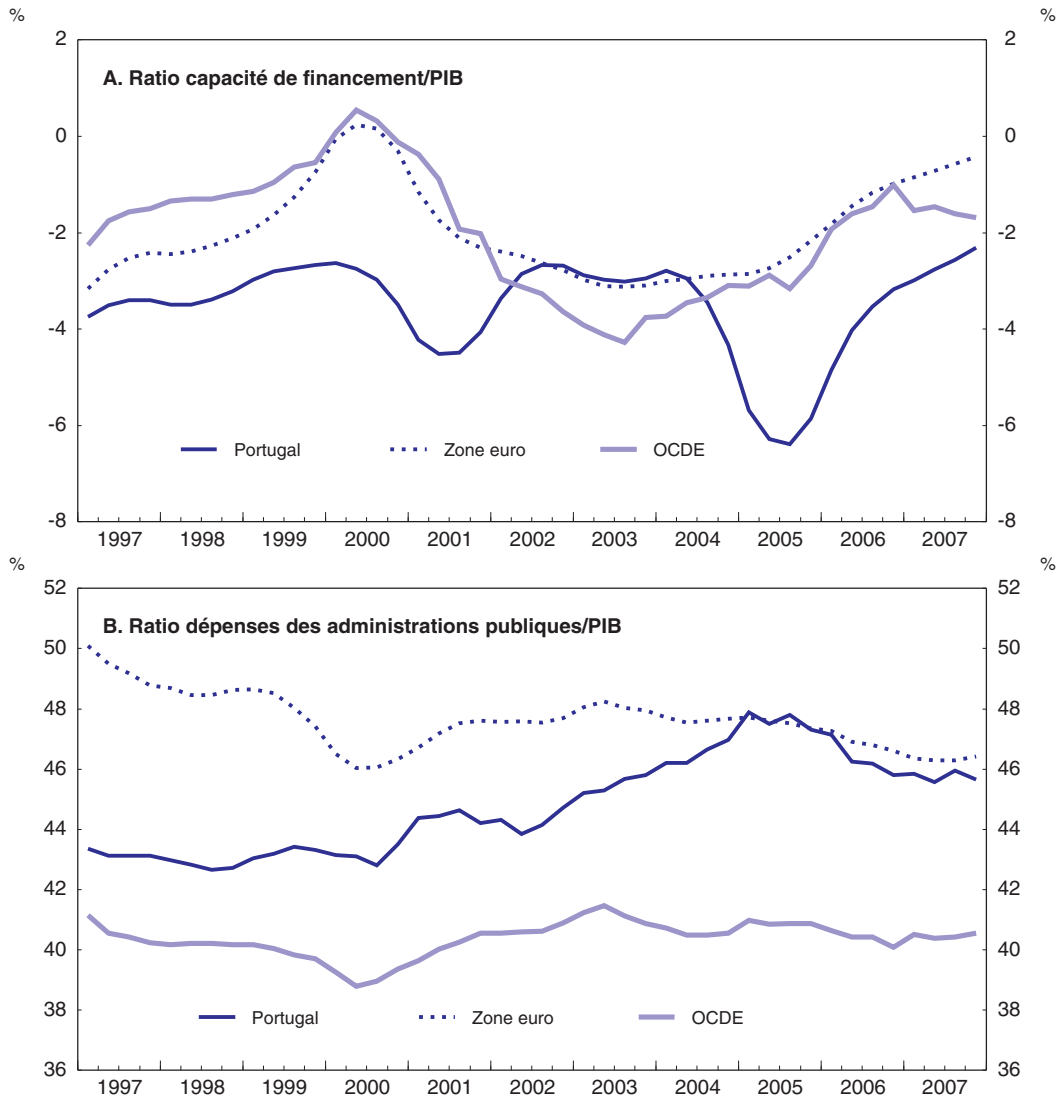 % %
A. Ratio capacité de financement/PIB
2 2
0 0
-2 -2
-4 -4
-6 -6
-8 -8
Portugal Zone euro OCDE
1997 1998 1999 2000 2001 2002 2003 2004 2005 2006 2007
% %
B. Ratio dépenses des administrations publiques/PIB
52 52
50 50
48 48
46 46
44 44
42 42
40 40
38 38
36 36
Portugal Zone euro OCDE
1997 1998 1999 2000 2001 2002 2003 2004 2005 2006 2007